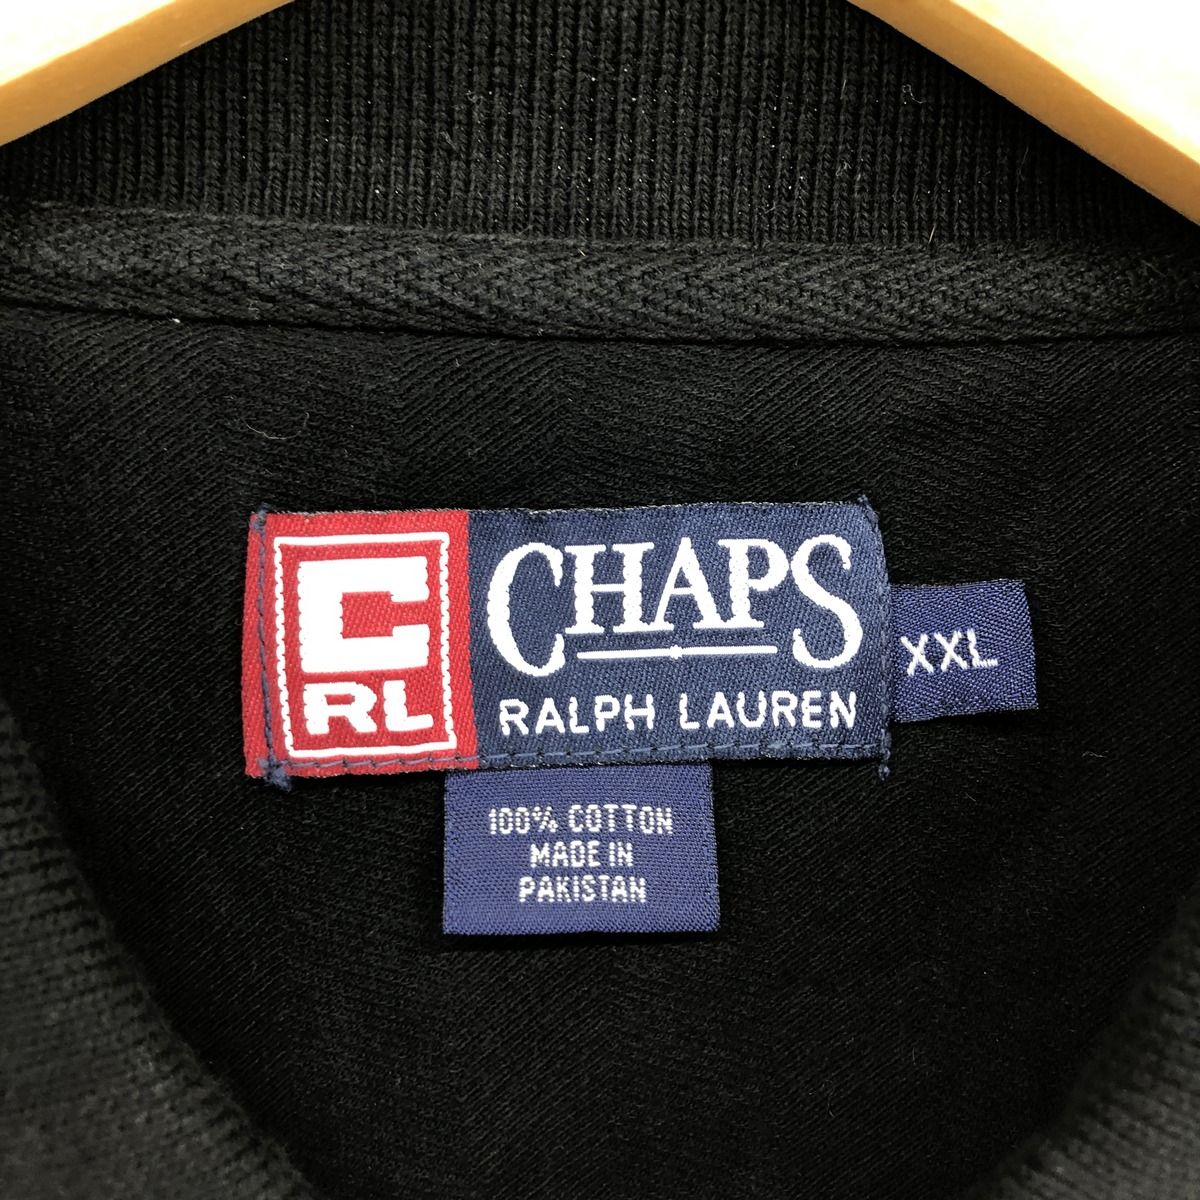 C
RL
CHAPS
RALPH LAUREN
XXL
100% COTTON
MADE IN
PAKISTAN